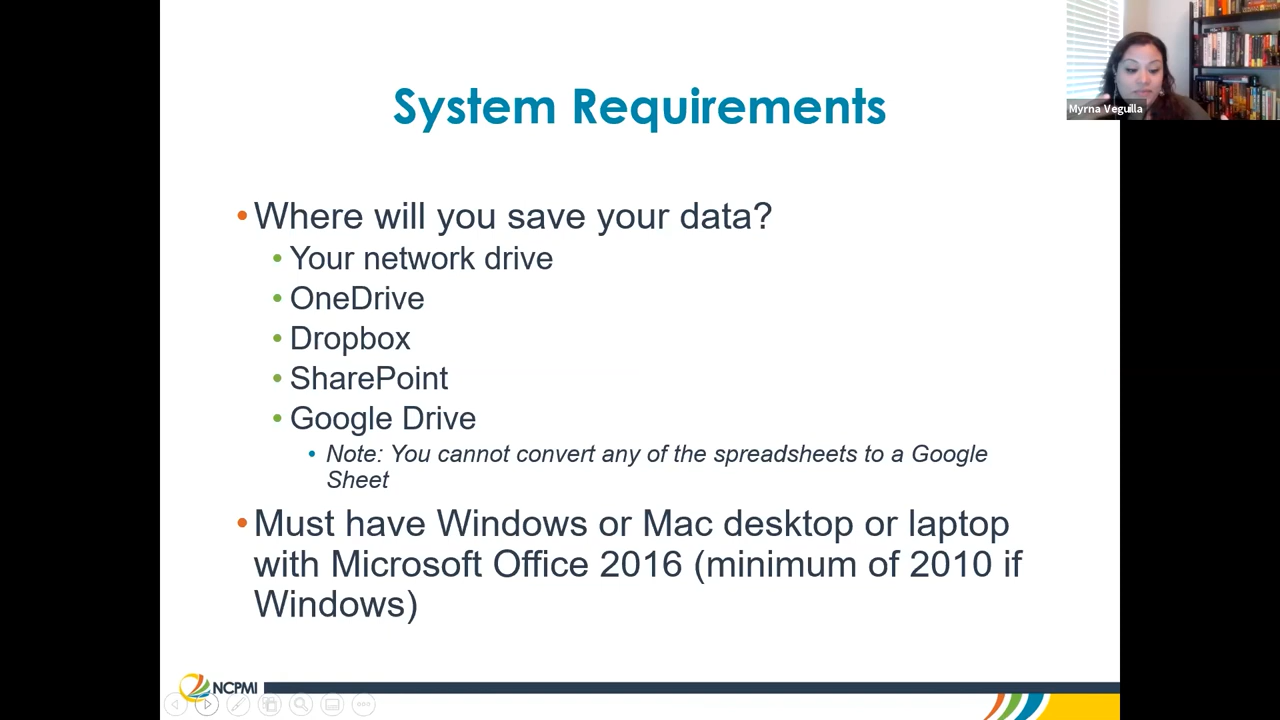 System Requirements
Myrna Veguilla
•Where will you save your data?
• Your network drive
• OneDrive
• Dropbox
• SharePoint
• Google Drive
• Note: You cannot convert any of the spreadsheets to a Google
Sheet
•Must have Windows or Mac desktop or laptop
with Microsoft Office 2016 (minimum of 2010 if
Windows)
NCPMI